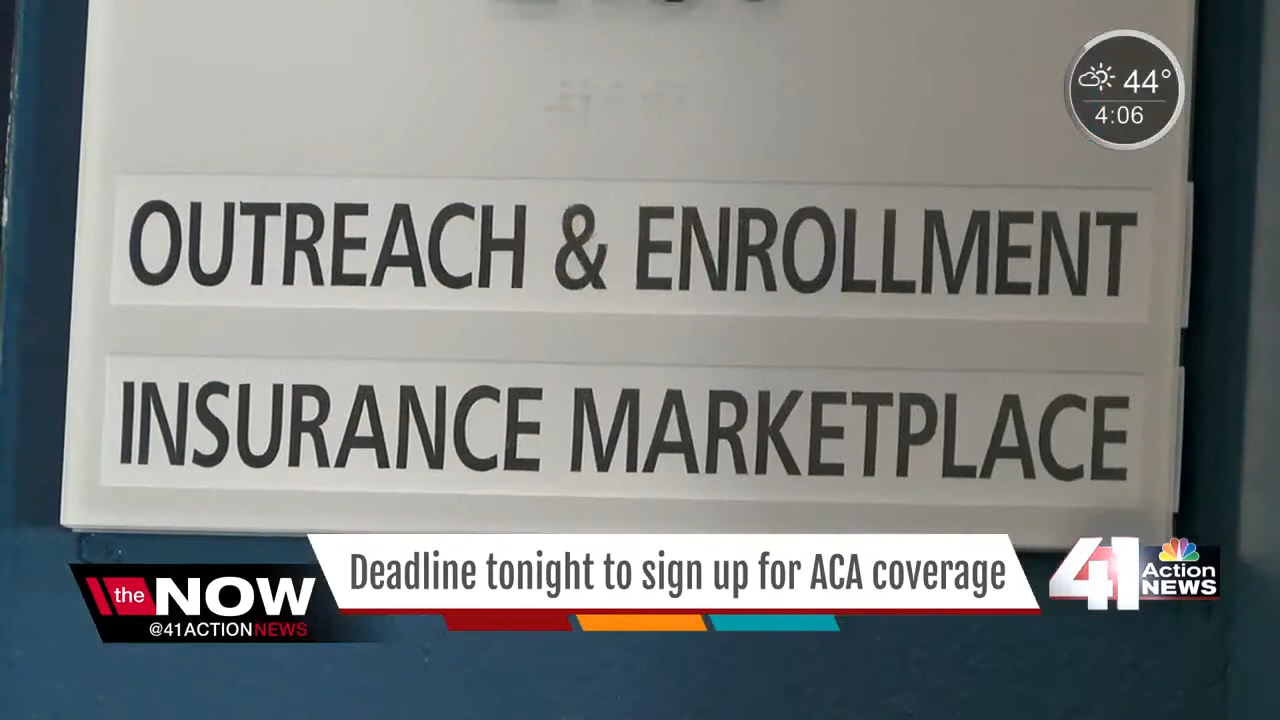 44°
4:06
OUTREACH & ENROLLMENT
INSURANCE MARKETPLACE
Deadline tonight to sign up for ACA coverage
the NOW
@41ACTIONNEWS
41 Action
NEWS